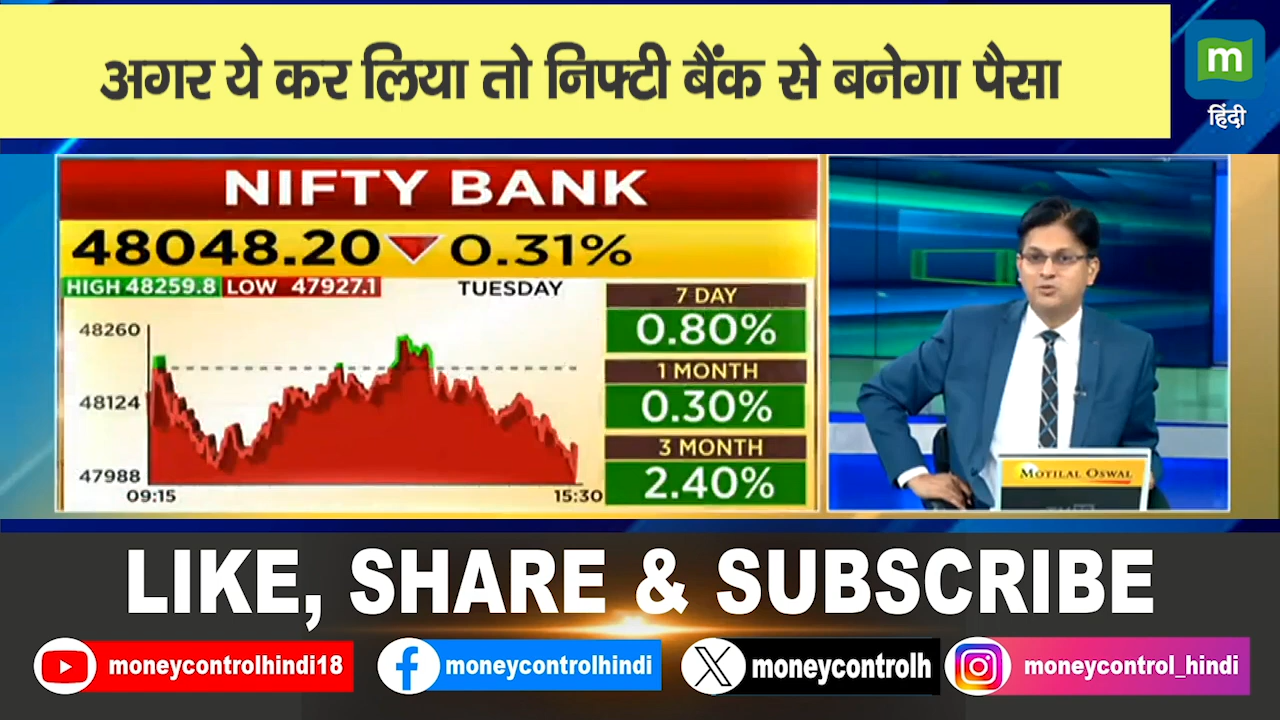 अगर ये कर लिया तो निफ्टी बैंक से बनेगा पैसा
m
हिंदी
NIFTY BANK
48048.20 0.31%
HIGH 48259.8 LOW 47927.1 TUESDAY
48260
48124
47988
09:15 15:30
7 DAY
0.80%
1 MONTH
0.30%
3 MONTH
2.40%
MOTILAL OSWAL
LIKE, SHARE & SUBSCRIBE
moneycontrolhindi18 moneycontrolhindi moneycontrolh moneycontrol_hindi